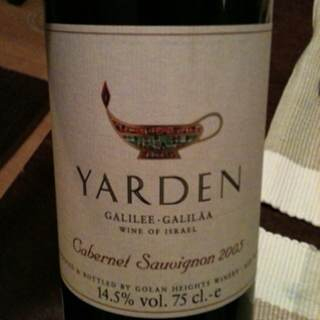 YARDEN
GALILEE-GALILÄA
WINE OF ISRAEL
Cabernet Sauvignon 2003
& BOTTLED BY GOLAN HEIGHTS WINERY
14.5% vol. 75 cl.-e